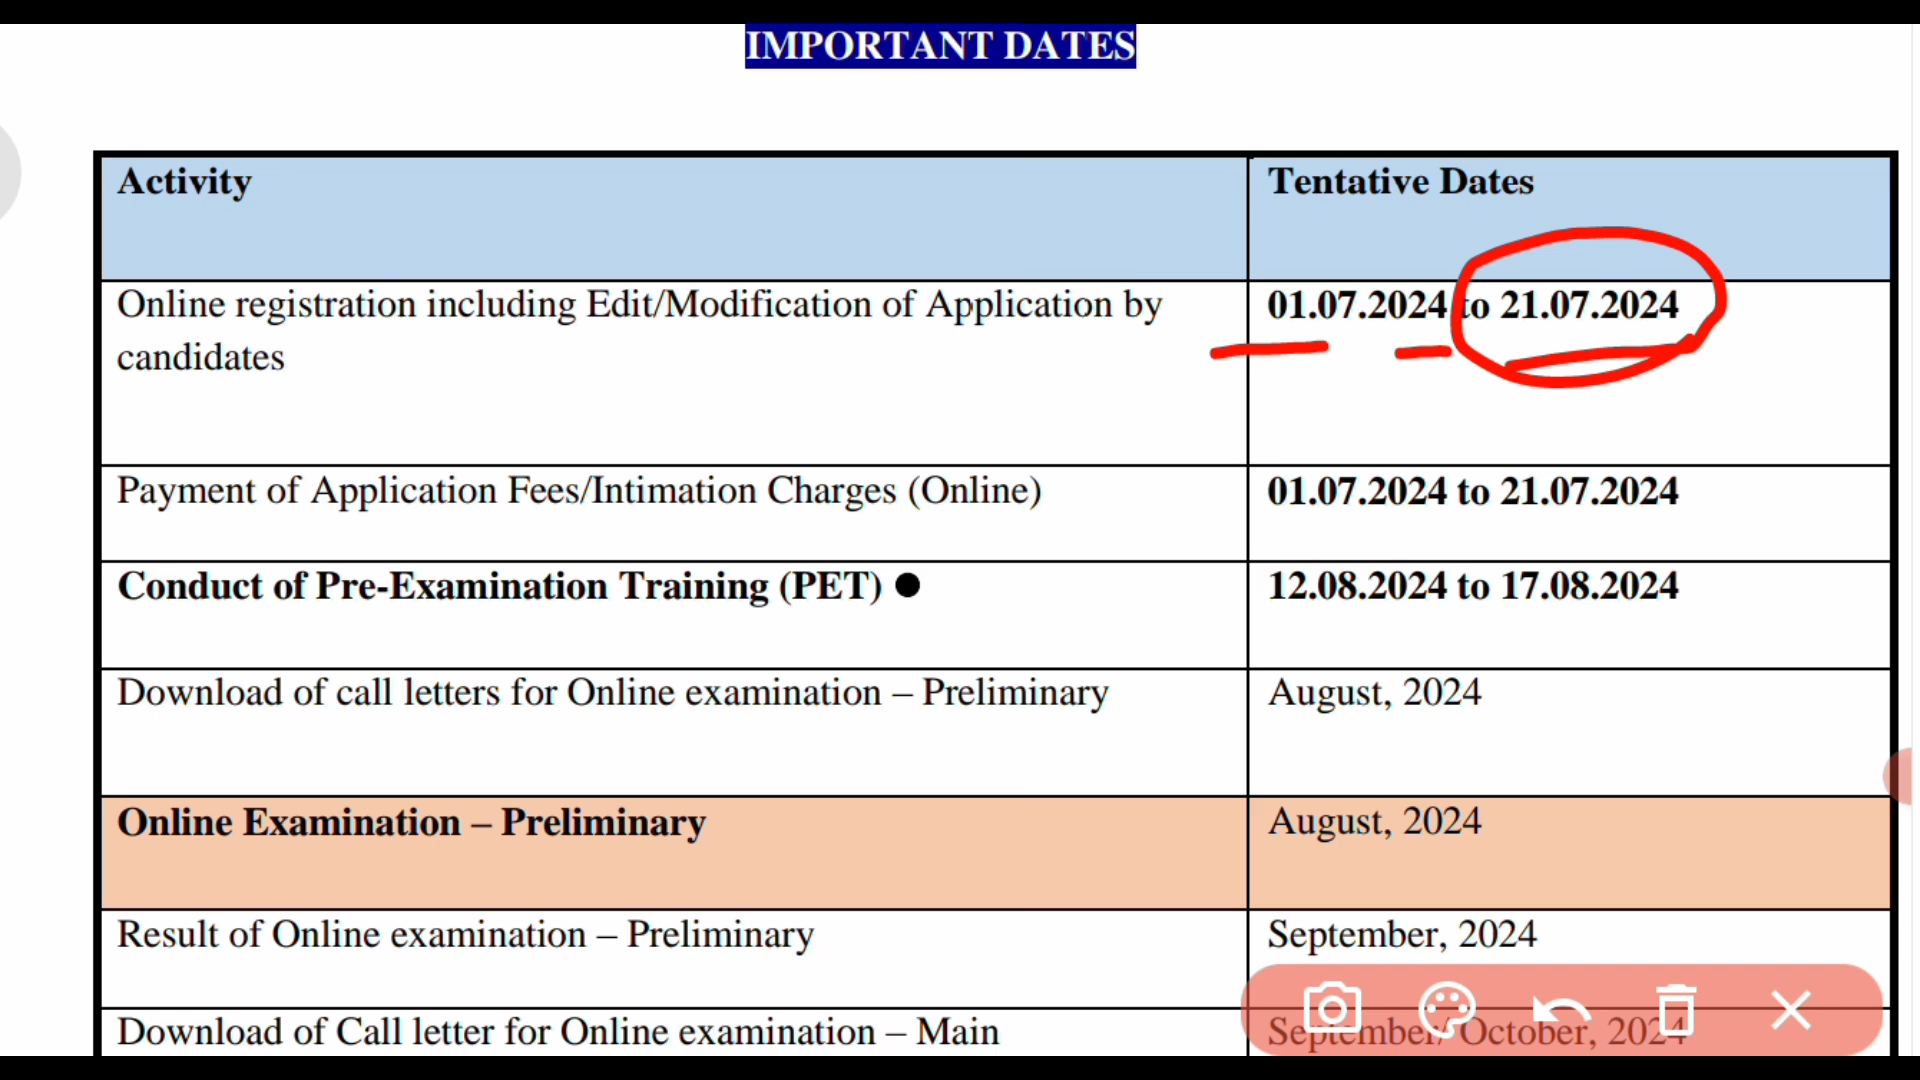 IMPORTANT DATES
Activity
Tentative Dates
Online registration including Edit/Modification of Application by
candidates
01.07.2024 to 21.07.2024
Payment of Application Fees/Intimation Charges (Online)
01.07.2024 to 21.07.2024
Conduct of Pre-Examination Training (PET) ●
12.08.2024 to 17.08.2024
Download of call letters for Online examination – Preliminary
August, 2024
Online Examination – Preliminary
August, 2024
Result of Online examination – Preliminary
September, 2024
Download of Call letter for Online examination – Main
September/ October, 2024